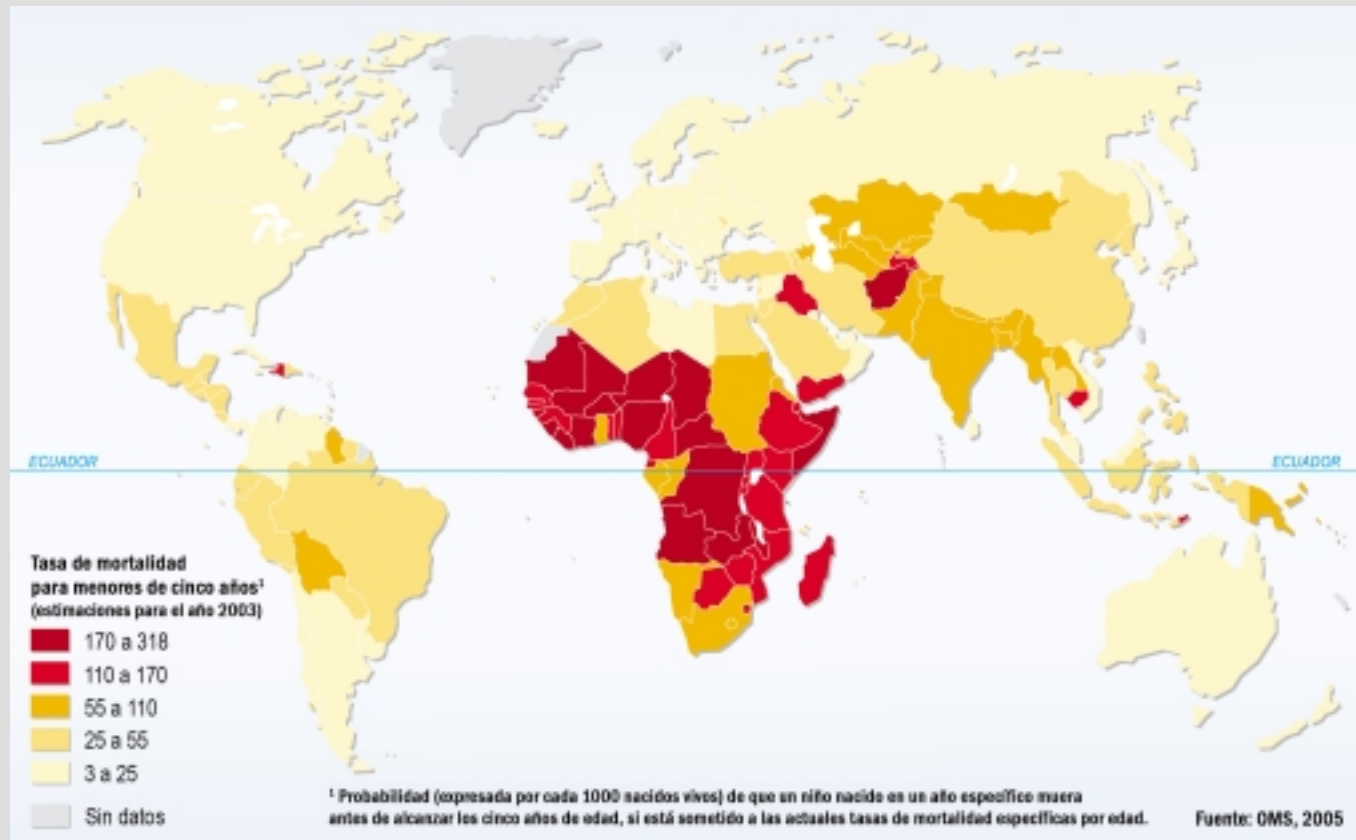 ECUADOR
ECUADOR
Tasa de mortalidad
para menores de cinco años¹
(estimaciones para el año 2003)
170 a 318
110 a 170
55 a 110
25 a 55
3 a 25
Sin datos
¹ Probabilidad (expresada por cada 1000 nacidos vivos) de que un niño nacido en un año específico muera
antes de alcanzar los cinco años de edad, si está sometido a las actuales tasas de mortalidad específicas por edad.
Fuente: OMS, 2005